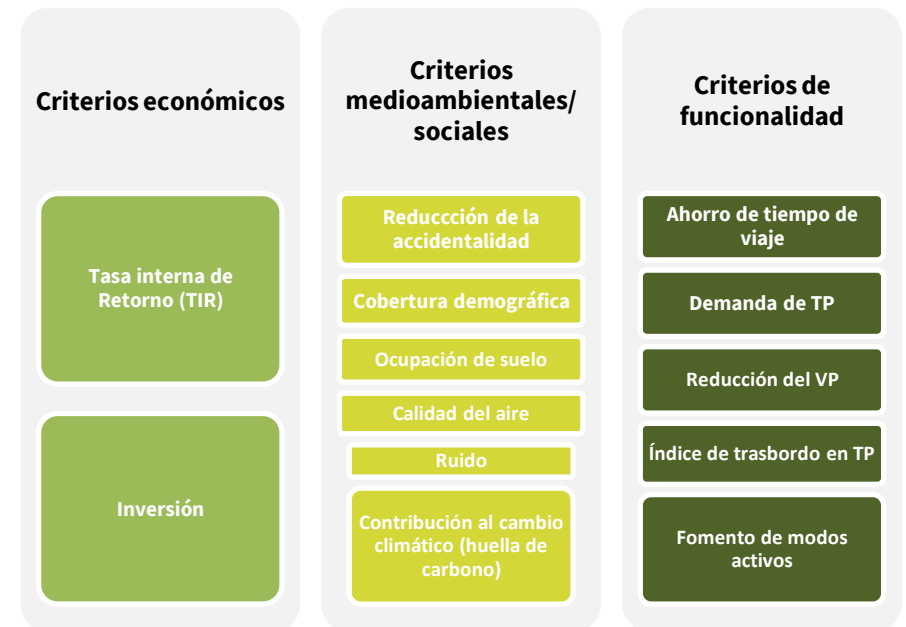 Criterios económicos
Tasa interna de
Retorno (TIR)
Inversión
Criterios
medioambientales/
sociales
Reduccción de la
accidentalidad
Cobertura demográfica
Ocupación de suelo
Calidad del aire
Ruido
Contribución al cambio
climático (huella de
carbono)
Criterios de
funcionalidad
Ahorro de tiempo de
viaje
Demanda de TP
Reducción del VP
Índice de trasbordo en TP
Fomento de modos
activos